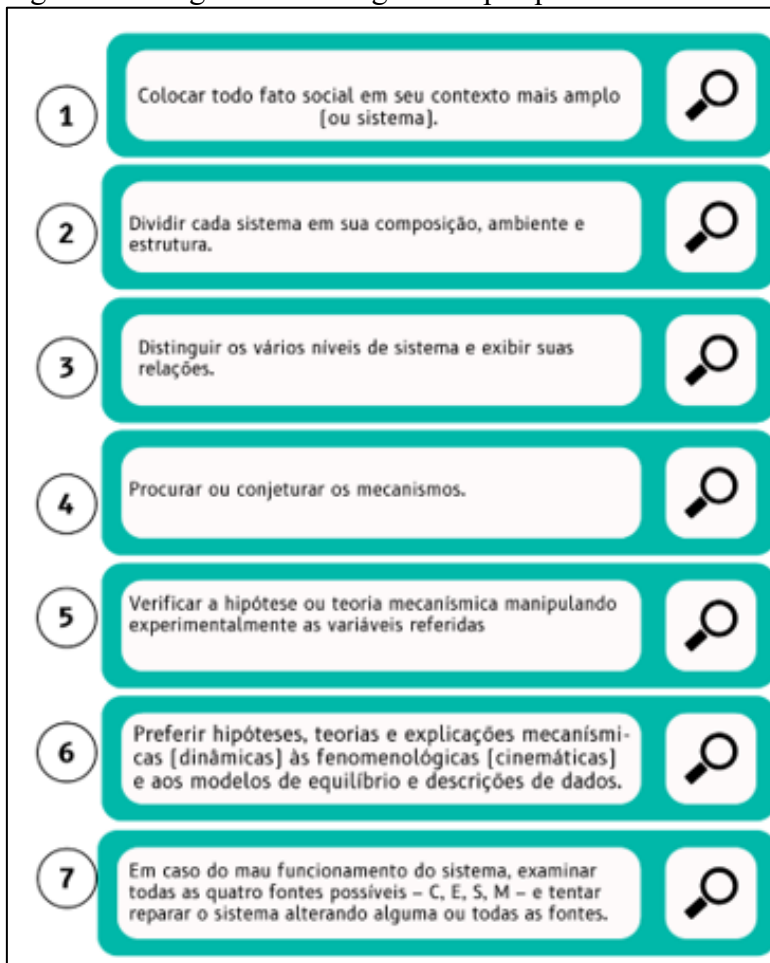 1
Colocar todo fato social em seu contexto mais amplo
[ou sistema].
2
Dividir cada sistema em sua composição, ambiente e
estrutura.
3
Distinguir os vários níveis de sistema e exibir suas
relações.
4
Procurar ou conjeturar os mecanismos.
5
Verificar a hipótese ou teoria mecanísmica manipulando
experimentalmente as variáveis referidas
6
Preferir hipóteses, teorias e explicações mecanísmi-
cas [dinâmicas] às fenomenológicas [cinemáticas]
e aos modelos de equilíbrio e descrições de dados.
7
Em caso do mau funcionamento do sistema, examinar
todas as quatro fontes possíveis – C, E, S, M – e tentar
reparar o sistema alterando alguma ou todas as fontes.